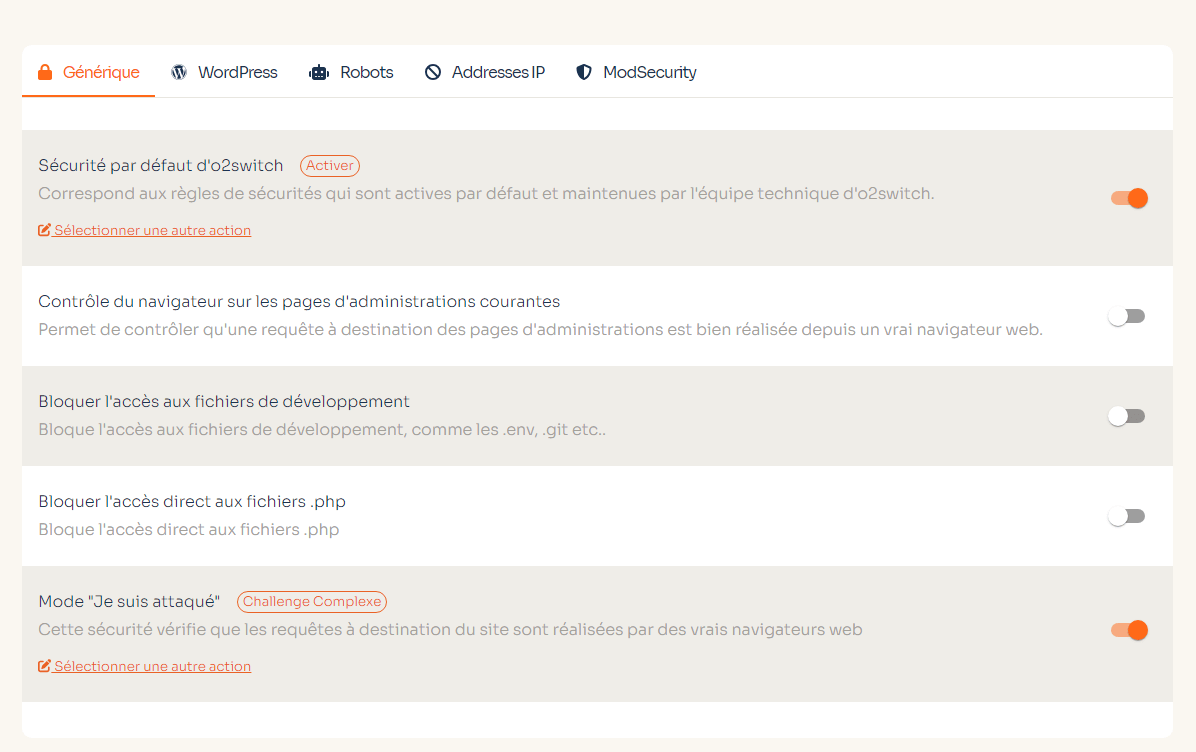 Générique WordPress Robots Addresses IP ModSecurity
Sécurité par défaut d'o2switch Activer
Correspond aux règles de sécurités qui sont actives par défaut et maintenues par l'équipe technique d'o2switch.
Sélectionner une autre action
Contrôle du navigateur sur les pages d'administrations courantes
Permet de contrôler qu'une requête à destination des pages d'administrations est bien réalisée depuis un vrai navigateur web.
Bloquer l'accès aux fichiers de développement
Bloque l'accès aux fichiers de développement, comme les .env, .git etc..
Bloquer l'accès direct aux fichiers .php
Bloque l'accès direct aux fichiers .php
Mode "Je suis attaqué" Challenge Complexe
Cette sécurité vérifie que les requêtes à destination du site sont réalisées par des vrais navigateurs web
Sélectionner une autre action